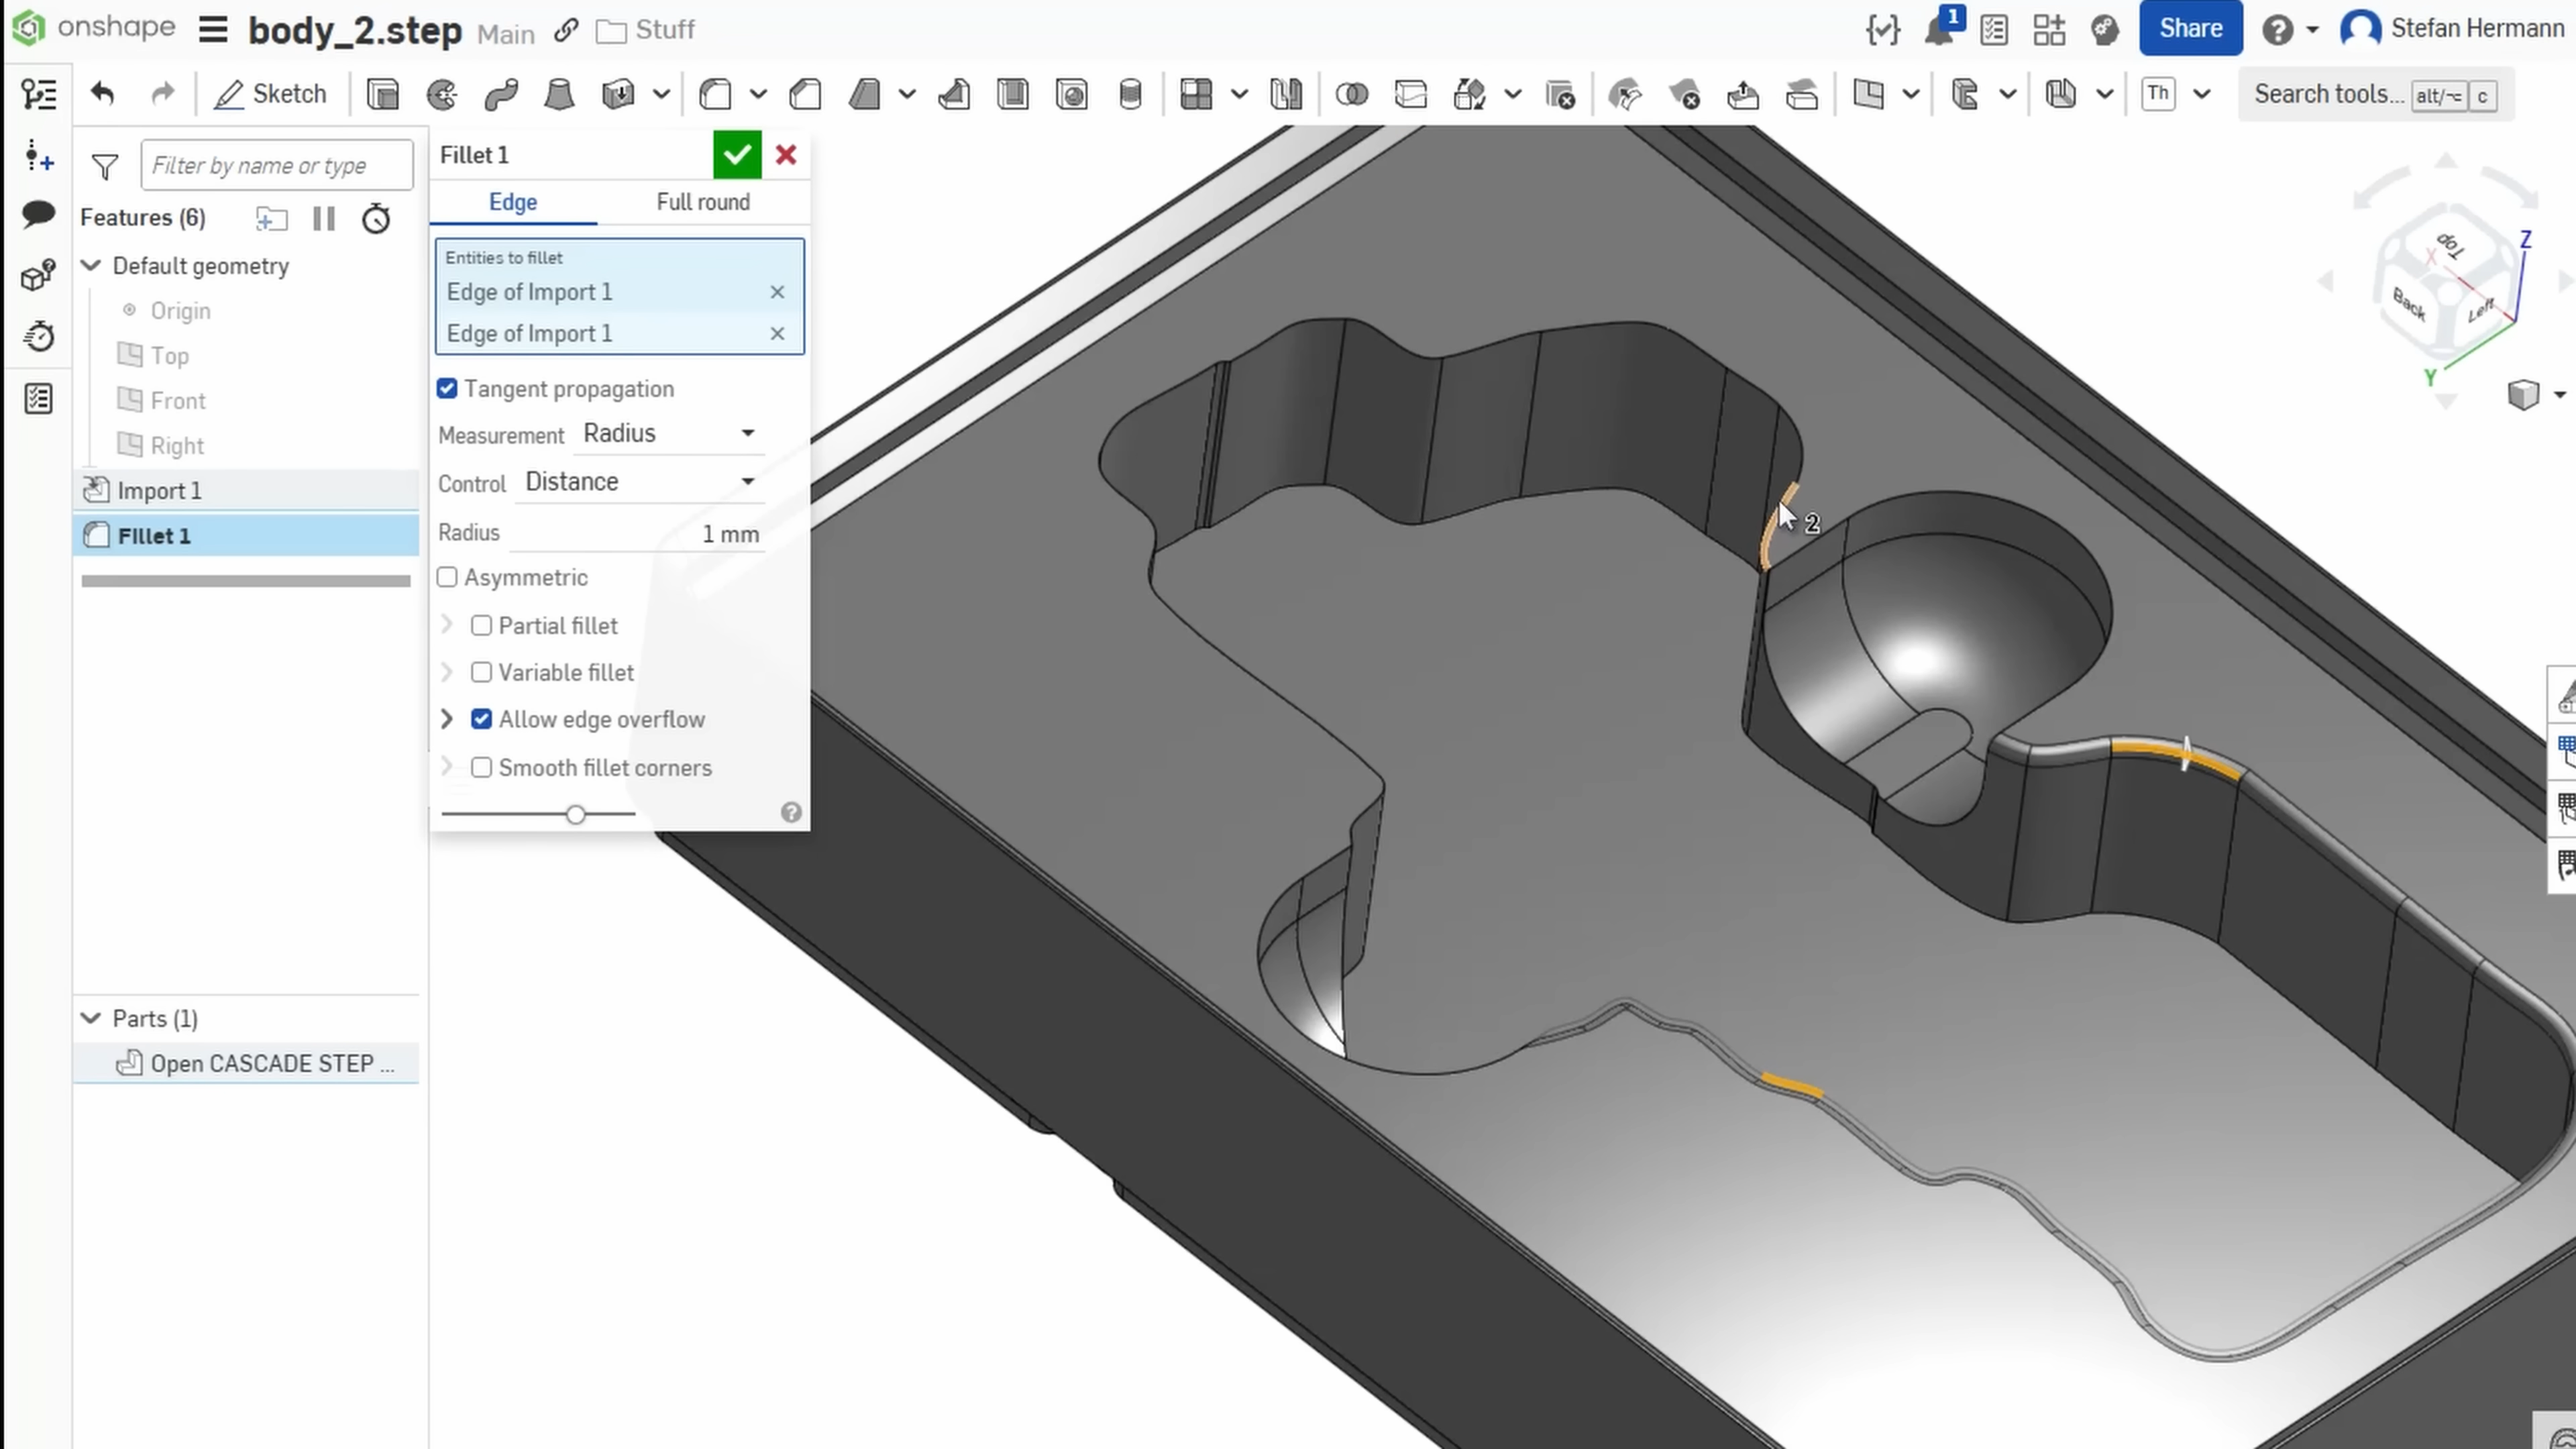 onshape
body_2.step
Main
Stuff
1
Share
Stefan Hermann
Sketch
Th
Search tools... alt/⌥ c
Filter by name or type
Features (6)
Default geometry
Origin
Top
Front
Right
Import 1
Fillet 1
Parts (1)
Open CASCADE STEP ...
Fillet 1
Edge
Full round
Entities to fillet
Edge of Import 1
Edge of Import 1
Tangent propagation
Measurement Radius
Control Distance
Radius 1 mm
Asymmetric
Partial fillet
Variable fillet
Allow edge overflow
Smooth fillet corners
2
Top
Back
Left
X
Z
Y